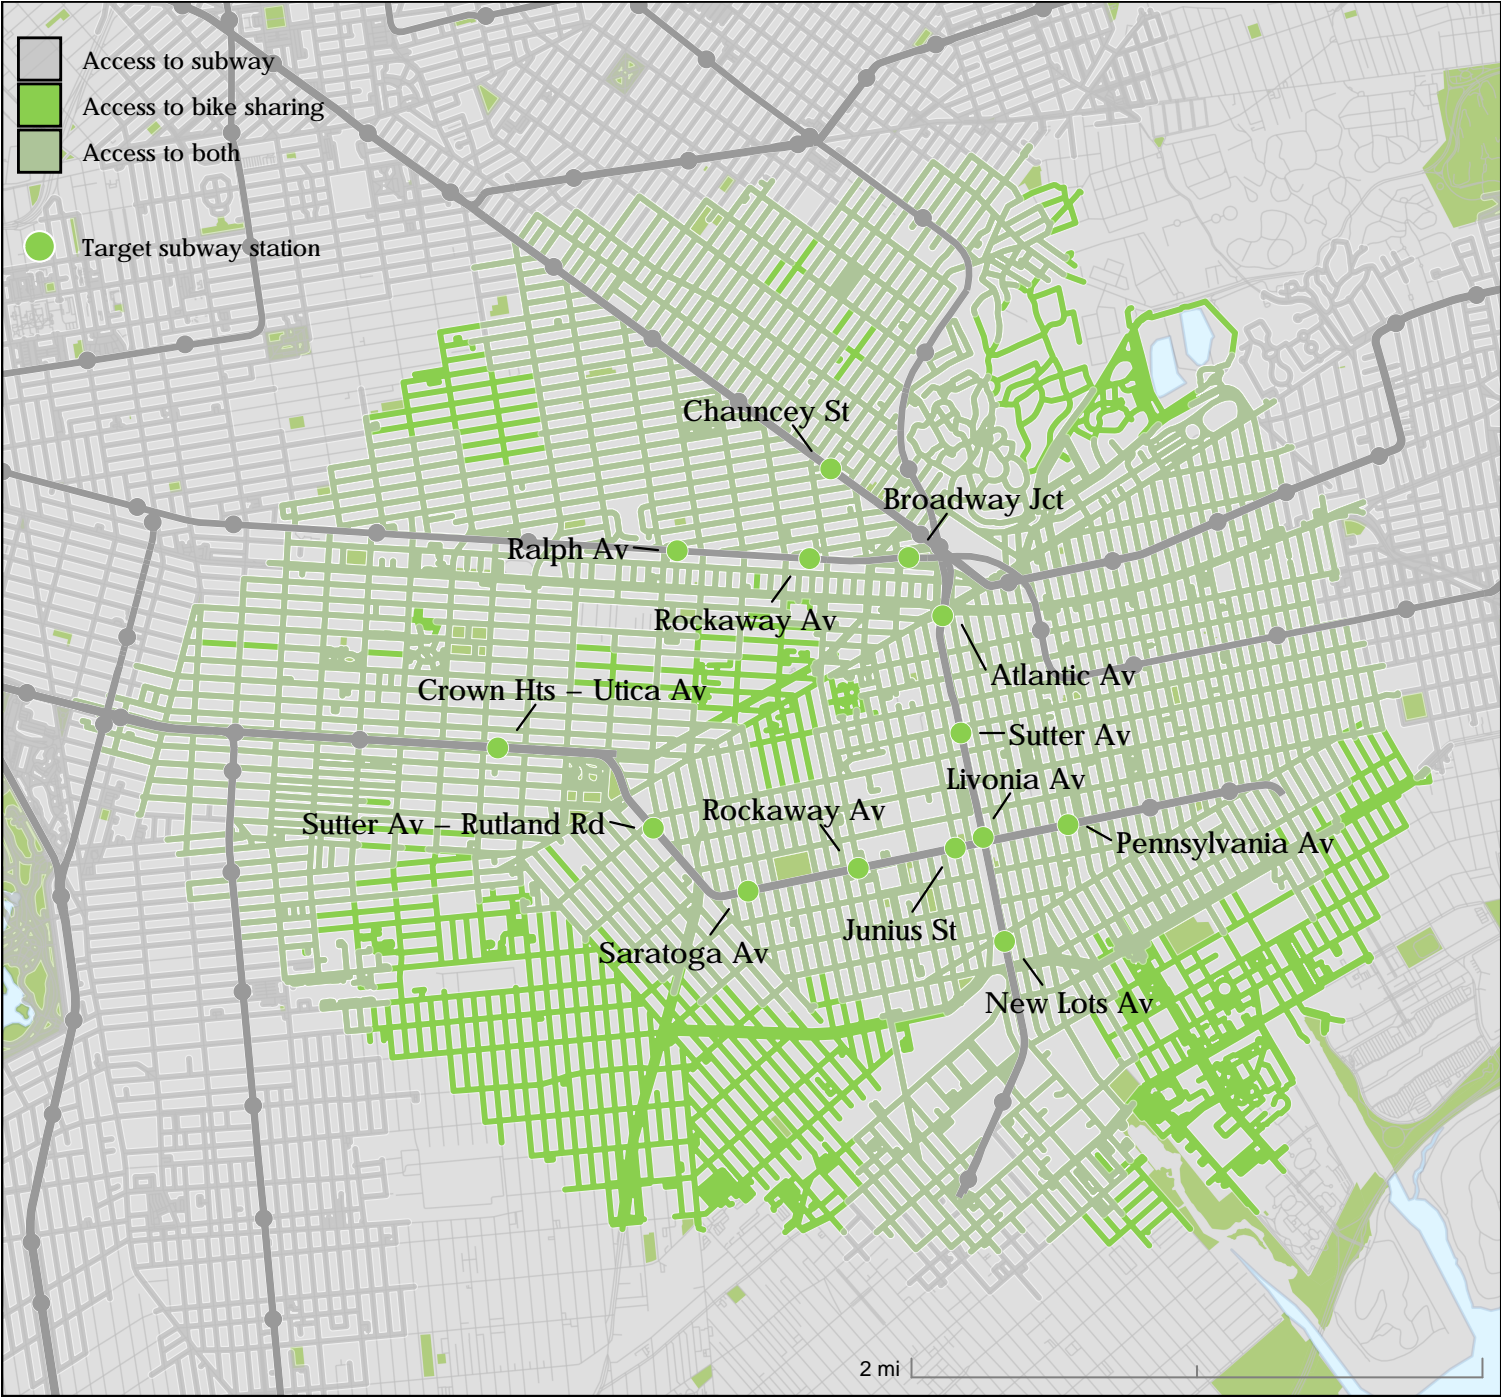 Access to subway
Access to bike sharing
Access to both
Target subway station
Chauncey St
Broadway Jct
Ralph Av
Rockaway Av
Atlantic Av
Crown Hts – Utica Av
Sutter Av
Livonia Av
Rockaway Av
Sutter Av – Rutland Rd
Pennsylvania Av
Junius St
Saratoga Av
New Lots Av
2 mi